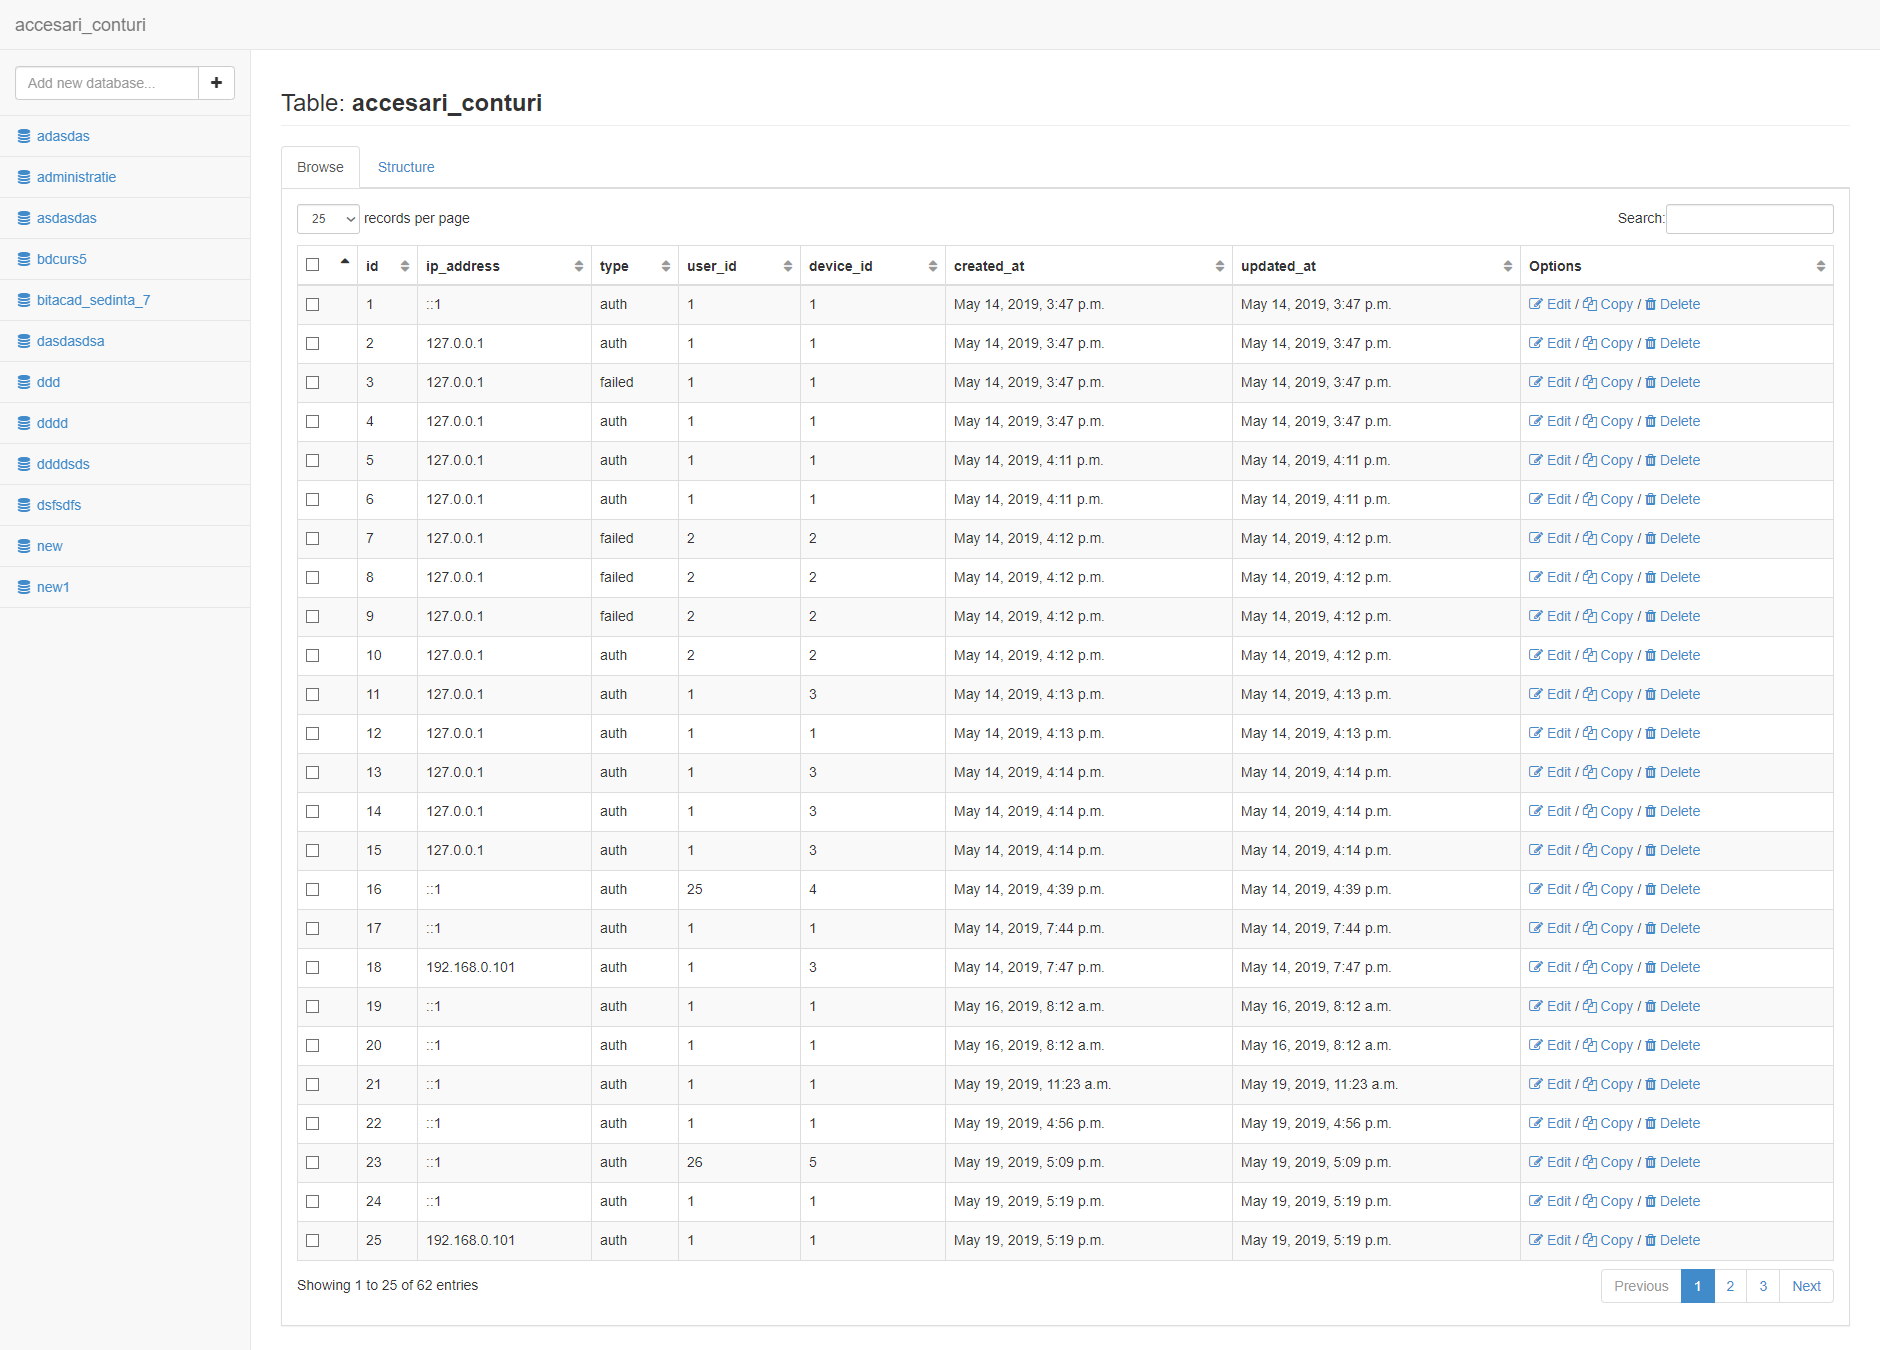 accesari_conturi
Add new database...
adasdas
administratie
asdasdas
bdcurs5
bitacad_sedinta_7
dasdasdsa
ddd
dddd
ddddsds
dsfsdfs
new
new1
Table: accesari_conturi
Browse Structure
25 records per page Search:
id ip_address type user_id device_id created_at updated_at Options
1 ::1 auth 1 1 May 14, 2019, 3:47 p.m. May 14, 2019, 3:47 p.m. Edit / Copy / Delete
2 127.0.0.1 auth 1 1 May 14, 2019, 3:47 p.m. May 14, 2019, 3:47 p.m. Edit / Copy / Delete
3 127.0.0.1 failed 1 1 May 14, 2019, 3:47 p.m. May 14, 2019, 3:47 p.m. Edit / Copy / Delete
4 127.0.0.1 auth 1 1 May 14, 2019, 3:47 p.m. May 14, 2019, 3:47 p.m. Edit / Copy / Delete
5 127.0.0.1 auth 1 1 May 14, 2019, 4:11 p.m. May 14, 2019, 4:11 p.m. Edit / Copy / Delete
6 127.0.0.1 auth 1 1 May 14, 2019, 4:11 p.m. May 14, 2019, 4:11 p.m. Edit / Copy / Delete
7 127.0.0.1 failed 2 2 May 14, 2019, 4:12 p.m. May 14, 2019, 4:12 p.m. Edit / Copy / Delete
8 127.0.0.1 failed 2 2 May 14, 2019, 4:12 p.m. May 14, 2019, 4:12 p.m. Edit / Copy / Delete
9 127.0.0.1 failed 2 2 May 14, 2019, 4:12 p.m. May 14, 2019, 4:12 p.m. Edit / Copy / Delete
10 127.0.0.1 auth 2 2 May 14, 2019, 4:12 p.m. May 14, 2019, 4:12 p.m. Edit / Copy / Delete
11 127.0.0.1 auth 1 3 May 14, 2019, 4:13 p.m. May 14, 2019, 4:13 p.m. Edit / Copy / Delete
12 127.0.0.1 auth 1 1 May 14, 2019, 4:13 p.m. May 14, 2019, 4:13 p.m. Edit / Copy / Delete
13 127.0.0.1 auth 1 3 May 14, 2019, 4:14 p.m. May 14, 2019, 4:14 p.m. Edit / Copy / Delete
14 127.0.0.1 auth 1 3 May 14, 2019, 4:14 p.m. May 14, 2019, 4:14 p.m. Edit / Copy / Delete
15 127.0.0.1 auth 1 3 May 14, 2019, 4:14 p.m. May 14, 2019, 4:14 p.m. Edit / Copy / Delete
16 ::1 auth 25 4 May 14, 2019, 4:39 p.m. May 14, 2019, 4:39 p.m. Edit / Copy / Delete
17 ::1 auth 1 1 May 14, 2019, 7:44 p.m. May 14, 2019, 7:44 p.m. Edit / Copy / Delete
18 192.168.0.101 auth 1 3 May 14, 2019, 7:47 p.m. May 14, 2019, 7:47 p.m. Edit / Copy / Delete
19 ::1 auth 1 1 May 16, 2019, 8:12 a.m. May 16, 2019, 8:12 a.m. Edit / Copy / Delete
20 ::1 auth 1 1 May 16, 2019, 8:12 a.m. May 16, 2019, 8:12 a.m. Edit / Copy / Delete
21 ::1 auth 1 1 May 19, 2019, 11:23 a.m. May 19, 2019, 11:23 a.m. Edit / Copy / Delete
22 ::1 auth 1 1 May 19, 2019, 4:56 p.m. May 19, 2019, 4:56 p.m. Edit / Copy / Delete
23 ::1 auth 26 5 May 19, 2019, 5:09 p.m. May 19, 2019, 5:09 p.m. Edit / Copy / Delete
24 ::1 auth 1 1 May 19, 2019, 5:19 p.m. May 19, 2019, 5:19 p.m. Edit / Copy / Delete
25 192.168.0.101 auth 1 1 May 19, 2019, 5:19 p.m. May 19, 2019, 5:19 p.m. Edit / Copy / Delete
Showing 1 to 25 of 62 entries Previous 1 2 3 Next